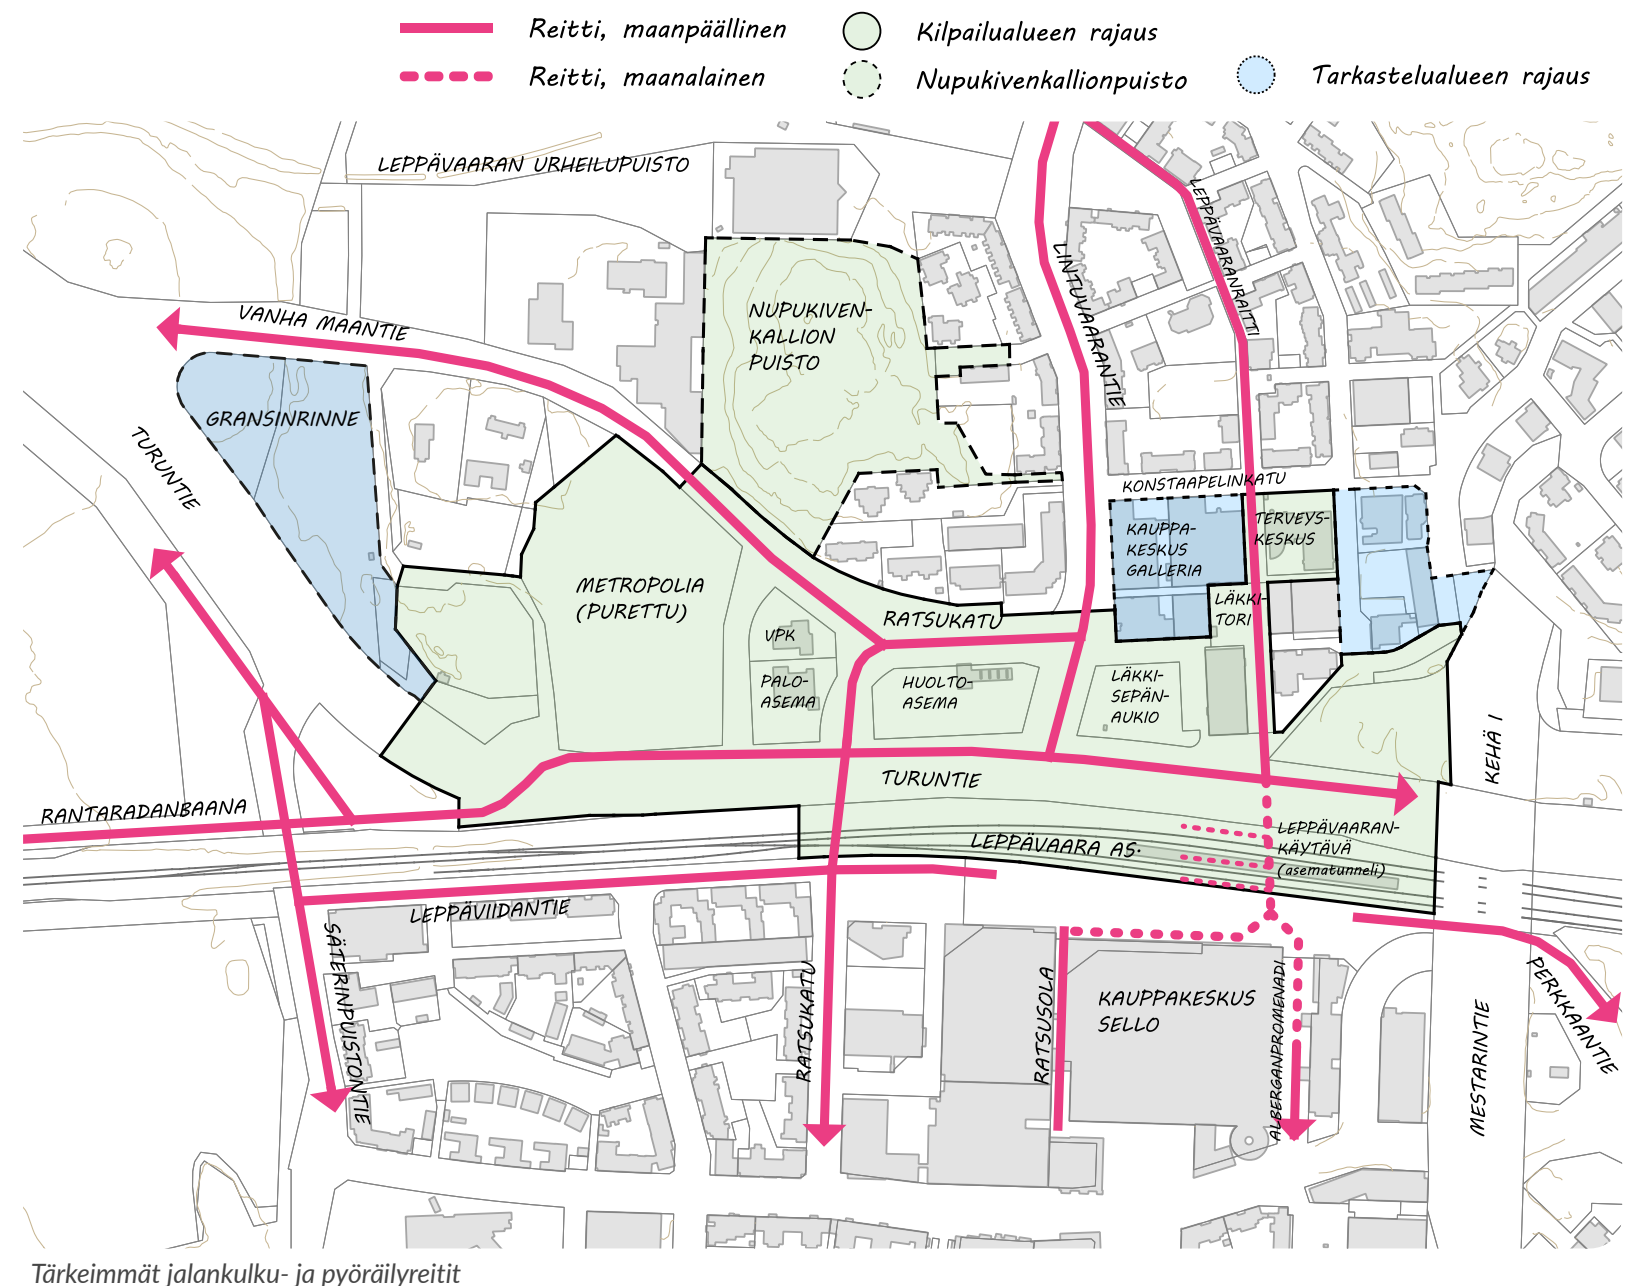 Reitti, maanpäällinen
Kilpailualueen rajaus
Reitti, maanalainen
Nupukivenkallionpuisto
Tarkastelualueen rajaus
LEPPÄVAARAN URHEILUPUISTO
LEPPÄVAARANRAITTI
LINTUVAARANTIE
VANHA MAANTIE
NUPUKIVEN-
KALLION
PUISTO
GRANSINRINNE
TURUNTIE
KONSTAAPELINKATU
KAUPPA-
KESKUS
GALLERIA
TERVEYS-
KESKUS
METROPOLIA
(PURETTU)
LÄKKI-
TORI
RATSUKATU
VPK
PALO-
ASEMA
HUOLTO-
ASEMA
LÄKKI-
SEPÄN-
AUKIO
KEHÄ I
TURUNTIE
RANTARADANBAANA
LEPPÄVAARA AS.
LEPPÄVAARAN-
KÄYTÄVÄ
(asematunneli)
LEPPÄVIIDANTIE
SÄTERINPUISTONTIE
RATSUKATU
RATSUSOLA
KAUPPAKESKUS
SELLO
ALBERGANPROMENADI
MESTARINTIE
PERKKAANTIE
Tärkeimmät jalankulku- ja pyöräilyreitit